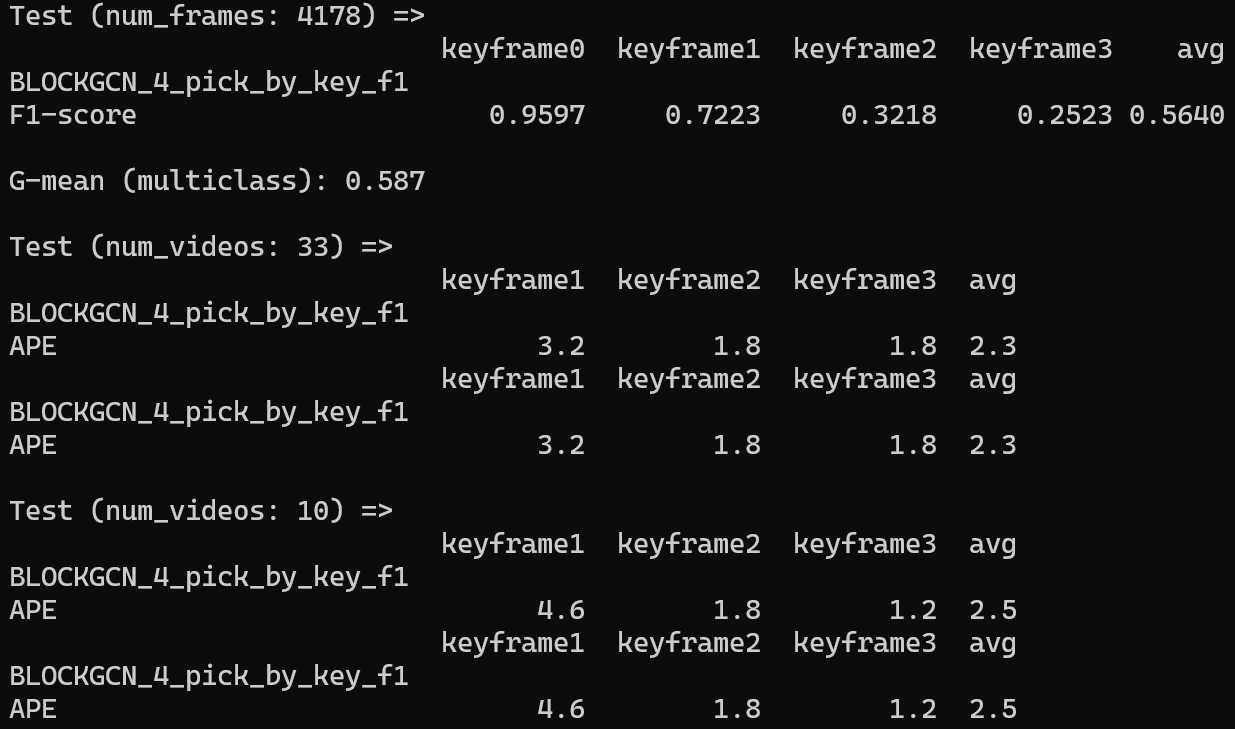 Test (num_frames: 4178) =>
keyframe0 keyframe1 keyframe2 keyframe3 avg
BLOCKGCN_4_pick_by_key_f1
F1-score 0.9597 0.7223 0.3218 0.2523 0.5640
G-mean (multiclass): 0.587
Test (num_videos: 33) =>
keyframe1 keyframe2 keyframe3 avg
BLOCKGCN_4_pick_by_key_f1
APE 3.2 1.8 1.8 2.3
keyframe1 keyframe2 keyframe3 avg
BLOCKGCN_4_pick_by_key_f1
APE 3.2 1.8 1.8 2.3
Test (num_videos: 10) =>
keyframe1 keyframe2 keyframe3 avg
BLOCKGCN_4_pick_by_key_f1
APE 4.6 1.8 1.2 2.5
keyframe1 keyframe2 keyframe3 avg
BLOCKGCN_4_pick_by_key_f1
APE 4.6 1.8 1.2 2.5